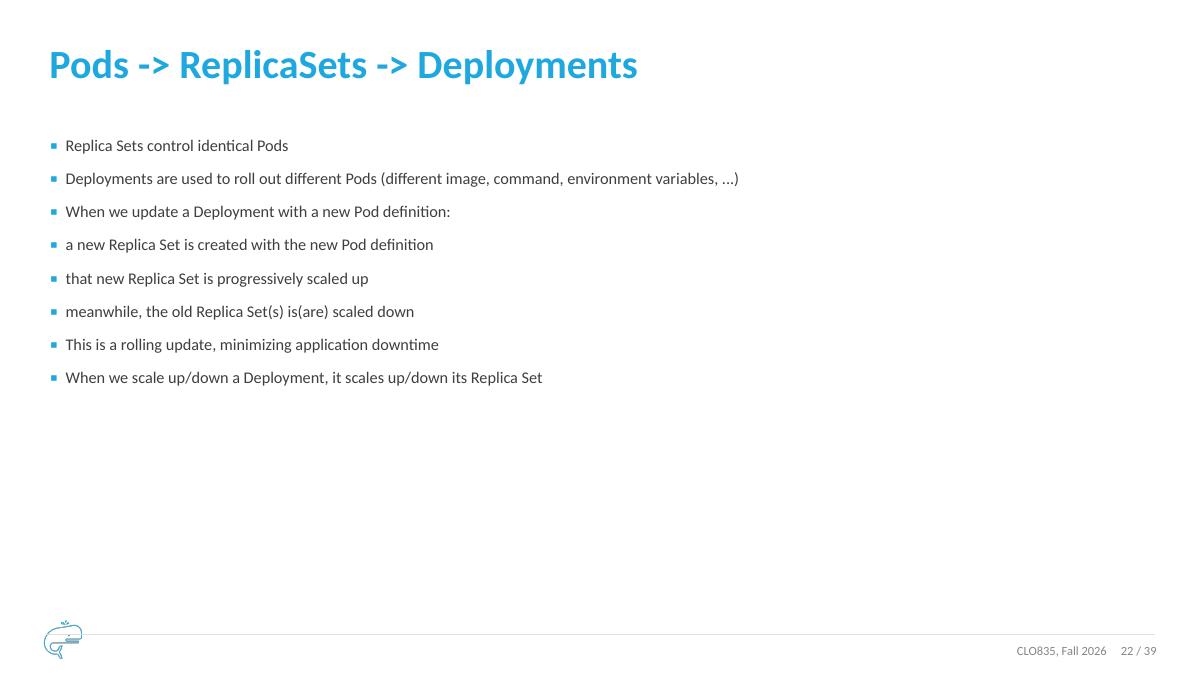 Pods -> ReplicaSets -> Deployments
▪ Replica Sets control identical Pods
▪ Deployments are used to roll out different Pods (different image, command, environment variables, ...)
▪ When we update a Deployment with a new Pod definition:
▪ a new Replica Set is created with the new Pod definition
▪ that new Replica Set is progressively scaled up
▪ meanwhile, the old Replica Set(s) is(are) scaled down
▪ This is a rolling update, minimizing application downtime
▪ When we scale up/down a Deployment, it scales up/down its Replica Set
CLO835, Fall 2026 22 / 39